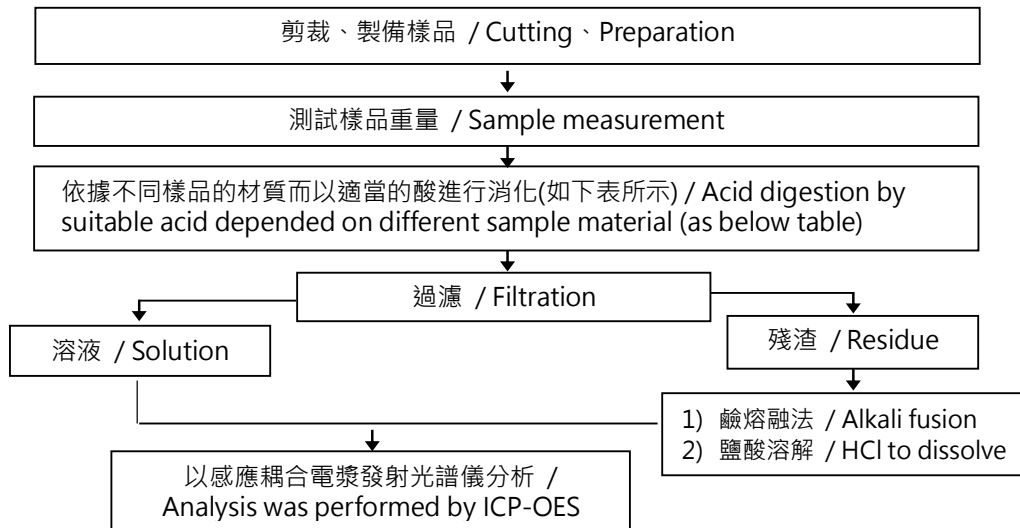 剪裁、製備樣品 / Cutting、Preparation
測試樣品重量 / Sample measurement
依據不同樣品的材質而以適當的酸進行消化(如下表所示) / Acid digestion by
suitable acid depended on different sample material (as below table)
過濾 / Filtration
溶液 / Solution
殘渣 / Residue
1) 鹼熔融法 / Alkali fusion
2) 鹽酸溶解 / HCl to dissolve
以感應耦合電漿發射光譜儀分析 /
Analysis was performed by ICP-OES